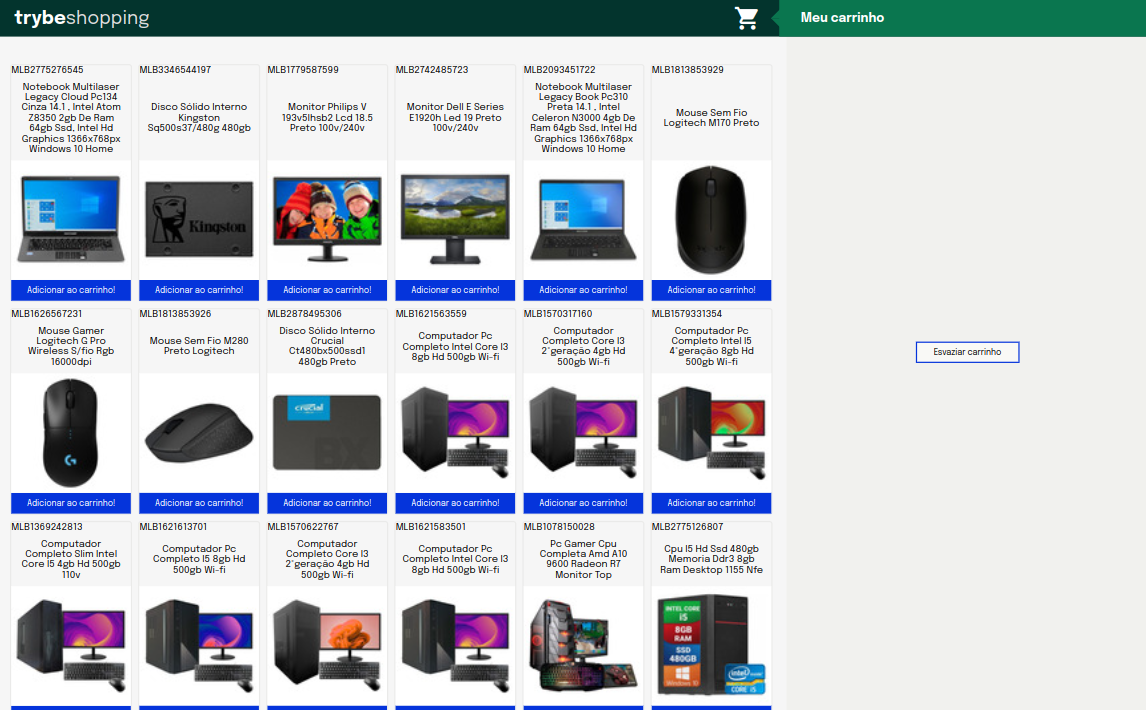 trybeshopping
Meu carrinho
MLB2775276545
Notebook Multilaser
Legacy Cloud Pc134
Cinza 14.1 , Intel Atom
Z8350 2gb De Ram
64gb Ssd, Intel Hd
Graphics 1366x768px
Windows 10 Home
Adicionar ao carrinho!
MLB3346544197
Disco Sólido Interno
Kingston
Sq500s37/480g 480gb
Kingston
Adicionar ao carrinho!
MLB1779587599
Monitor Philips V
193v5lhsb2 Lcd 18.5
Preto 100v/240v
Adicionar ao carrinho!
MLB2742485723
Monitor Dell E Series
E1920h Led 19 Preto
100v/240v
Adicionar ao carrinho!
MLB2093451722
Notebook Multilaser
Legacy Book Pc310
Preta 14.1 , Intel
Celeron N3000 4gb De
Ram 64gb Ssd, Intel Hd
Graphics 1366x768px
Windows 10 Home
Adicionar ao carrinho!
MLB1813853929
Mouse Sem Fio
Logitech M170 Preto
Adicionar ao carrinho!
MLB1626567231
Mouse Gamer
Logitech G Pro
Wireless S/fio Rgb
16000dpi
Adicionar ao carrinho!
MLB1813853926
Mouse Sem Fio M280
Preto Logitech
Adicionar ao carrinho!
MLB2878495306
Disco Sólido Interno
Crucial
Ct480bx500ssd1
480gb Preto
crucial
BX
Adicionar ao carrinho!
MLB1621563559
Computador Pc
Completo Intel Core I3
8gb Hd 500gb Wi-fi
Adicionar ao carrinho!
MLB1570317160
Computador
Completo Core I3
2ºgeração 4gb Hd
500gb Wi-fi
Adicionar ao carrinho!
MLB1579331354
Computador Pc
Completo Intel I5
4ºgeração 8gb Hd
500gb Wi-fi
Adicionar ao carrinho!
Esvaziar carrinho
MLB1369242813
Computador
Completo Slim Intel
Core I5 4gb Hd 500gb
110v
MLB1621613701
Computador Pc
Completo I5 8gb Hd
500gb Wi-fi
MLB1570622767
Computador
Completo Core I3
2ºgeração 4gb Hd
500gb Wi-fi
MLB1621583501
Computador Pc
Completo Intel Core I3
8gb Hd 500gb Wi-fi
MLB1078150028
Pc Gamer Cpu
Completa Amd A10
9600 Radeon R7
Monitor Top
MLB2775126807
Cpu I5 Hd Ssd 480gb
Memoria Ddr3 8gb
Ram Desktop 1155 Nfe
INTEL CORE
i5
8GB
RAM
SSD
480GB
Windows 10
intel
CORE i5